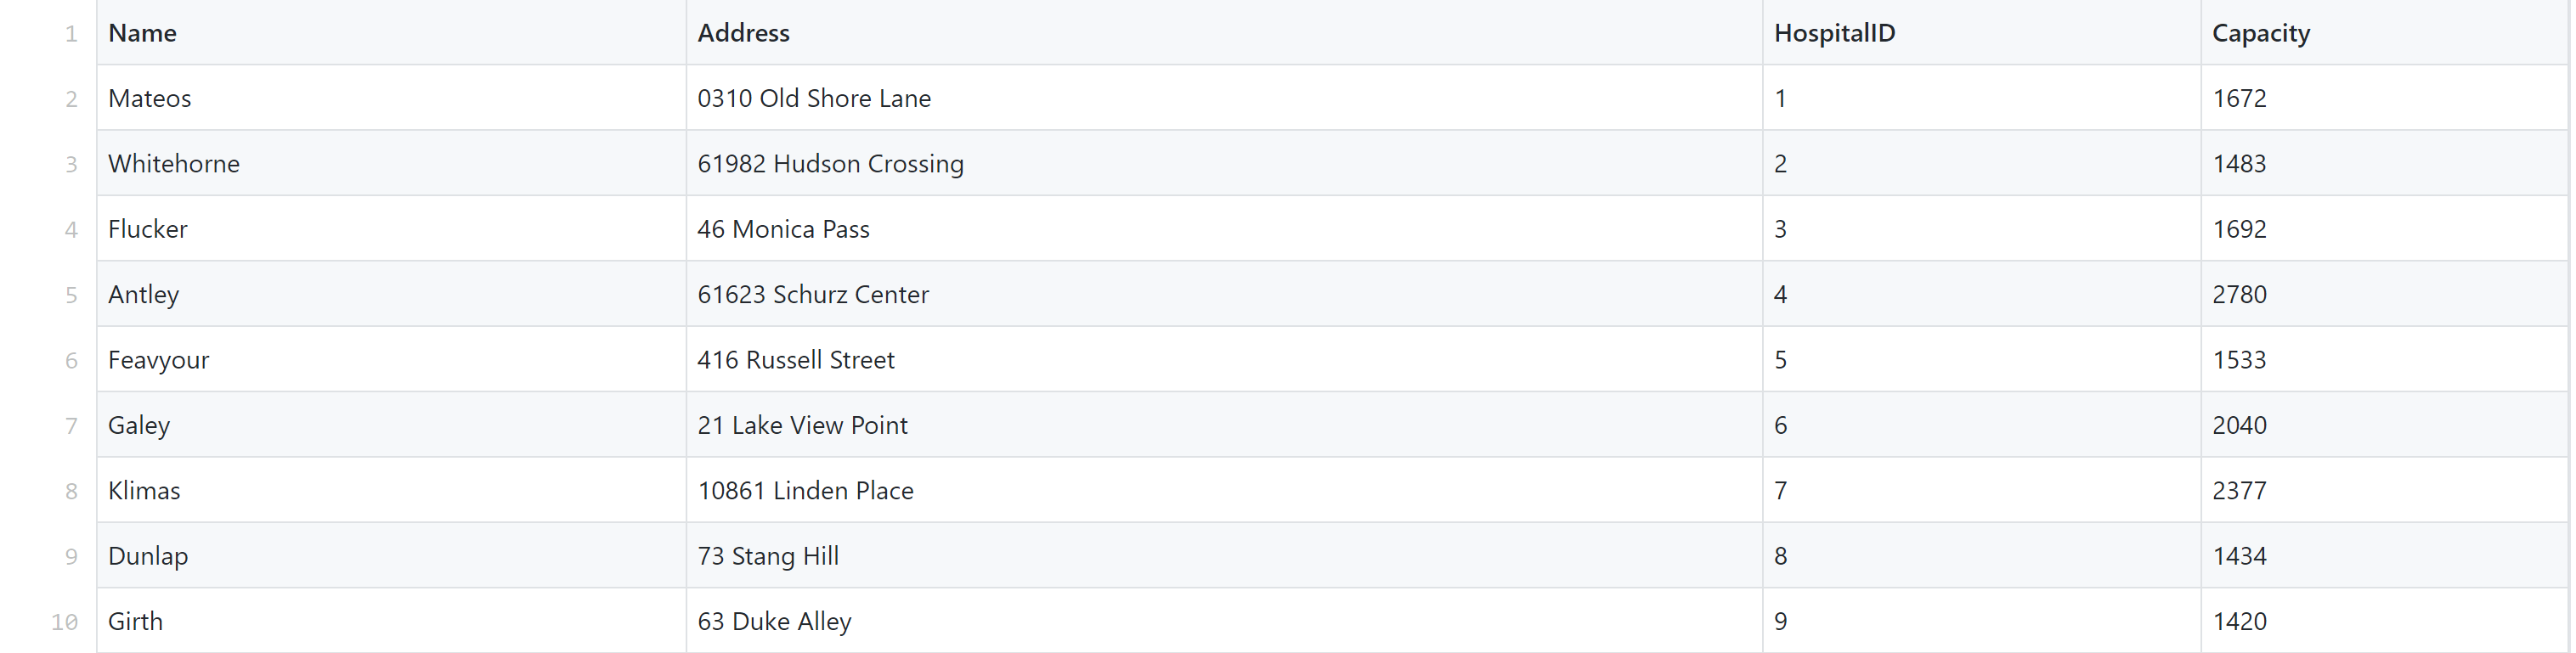 1 Name Address HospitalID Capacity
2 Mateos 0310 Old Shore Lane 1 1672
3 Whitehorne 61982 Hudson Crossing 2 1483
4 Flucker 46 Monica Pass 3 1692
5 Antley 61623 Schurz Center 4 2780
6 Feavyour 416 Russell Street 5 1533
7 Galey 21 Lake View Point 6 2040
8 Klimas 10861 Linden Place 7 2377
9 Dunlap 73 Stang Hill 8 1434
10 Girth 63 Duke Alley 9 1420